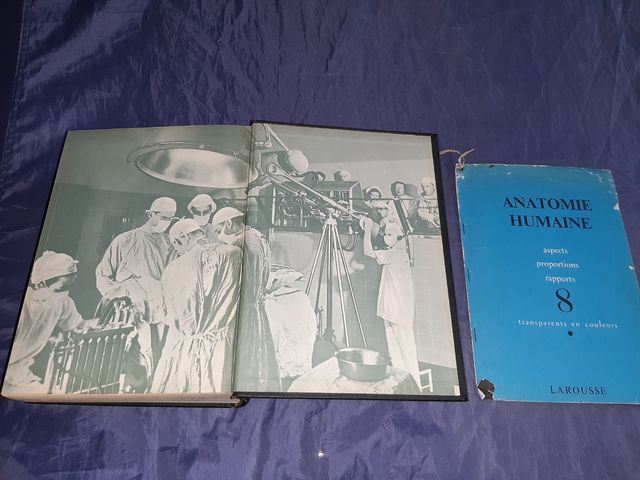 ANATOMIE
HUMAINE
aspects
proportions
rapports
8
transparents en couleurs
LAROUSSE